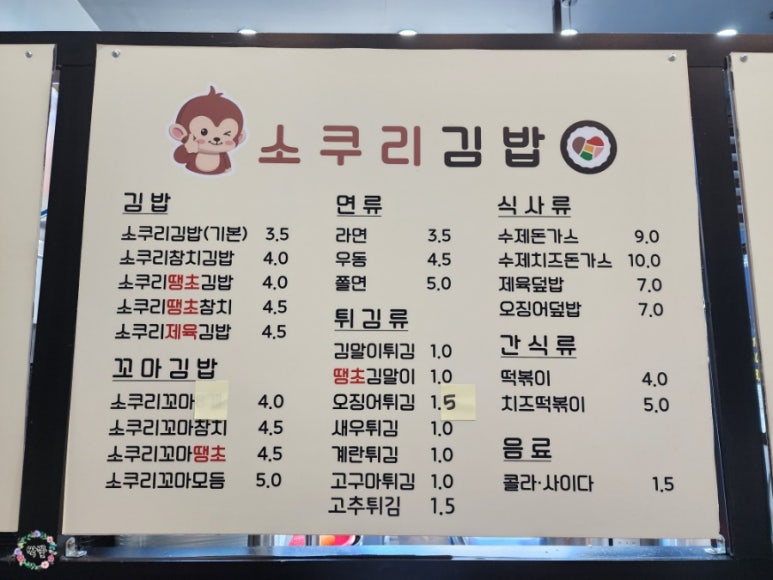 소쿠리김밥
김밥
소쿠리김밥(기본) 3.5
소쿠리참치김밥 4.0
소쿠리땡초김밥 4.0
소쿠리땡초참치 4.5
소쿠리제육김밥 4.5
꼬마김밥
소쿠리꼬마 4.0
소쿠리꼬마참치 4.5
소쿠리꼬마땡초 4.5
소쿠리꼬마모듬 5.0
면류
라면 3.5
우동 4.5
쫄면 5.0
튀김류
김말이튀김 1.0
땡초김말이 1.0
오징어튀김 1.5
새우튀김 1.0
계란튀김 1.0
고구마튀김 1.0
고추튀김 1.5
식사류
수제돈가스 9.0
수제치즈돈가스 10.0
제육덮밥 7.0
오징어덮밥 7.0
간식류
떡볶이 4.0
치즈떡볶이 5.0
음료
콜라·사이다 1.5